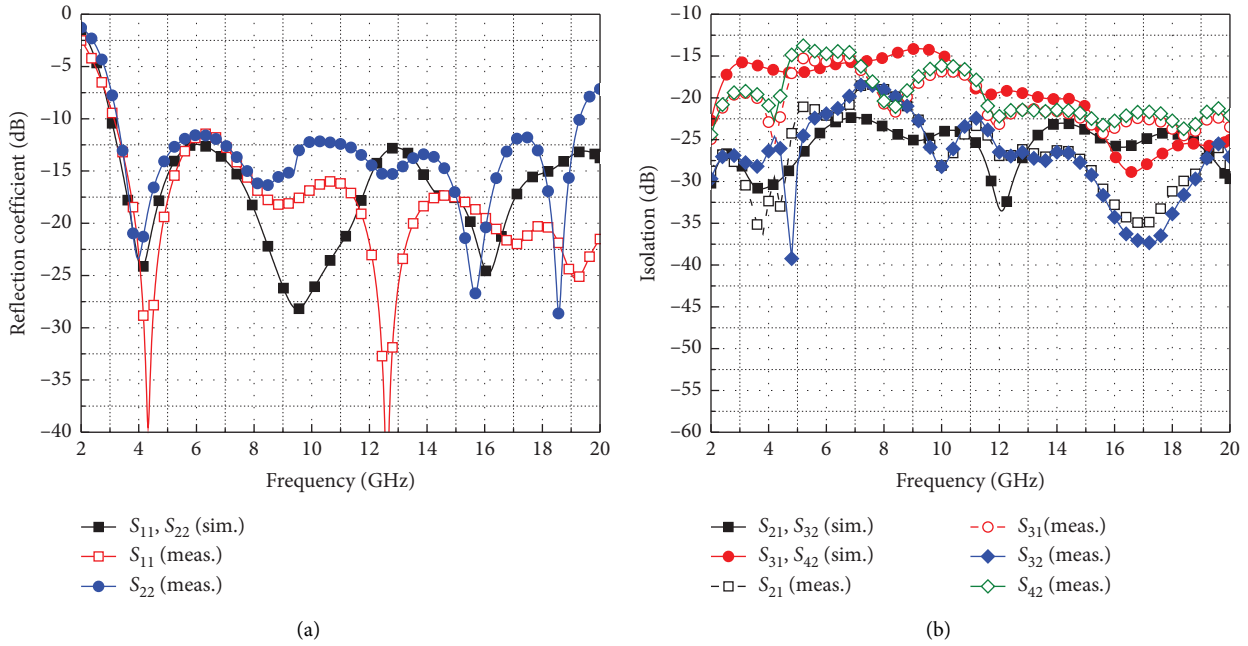 0
−5
−10
−15
−20
−25
−30
−35
−40
Reflection coefficient (dB)
2 4 6 8 10 12 14 16 18 20
Frequency (GHz)
S11, S22 (sim.)
S11 (meas.)
S22 (meas.)
(a)
−10
−15
−20
−25
−30
−35
−40
−45
−50
−55
−60
Isolation (dB)
2 4 6 8 10 12 14 16 18 20
Frequency (GHz)
S21, S32 (sim.)
S31, S42 (sim.)
S21 (meas.)
S31(meas.)
S32 (meas.)
S42 (meas.)
(b)